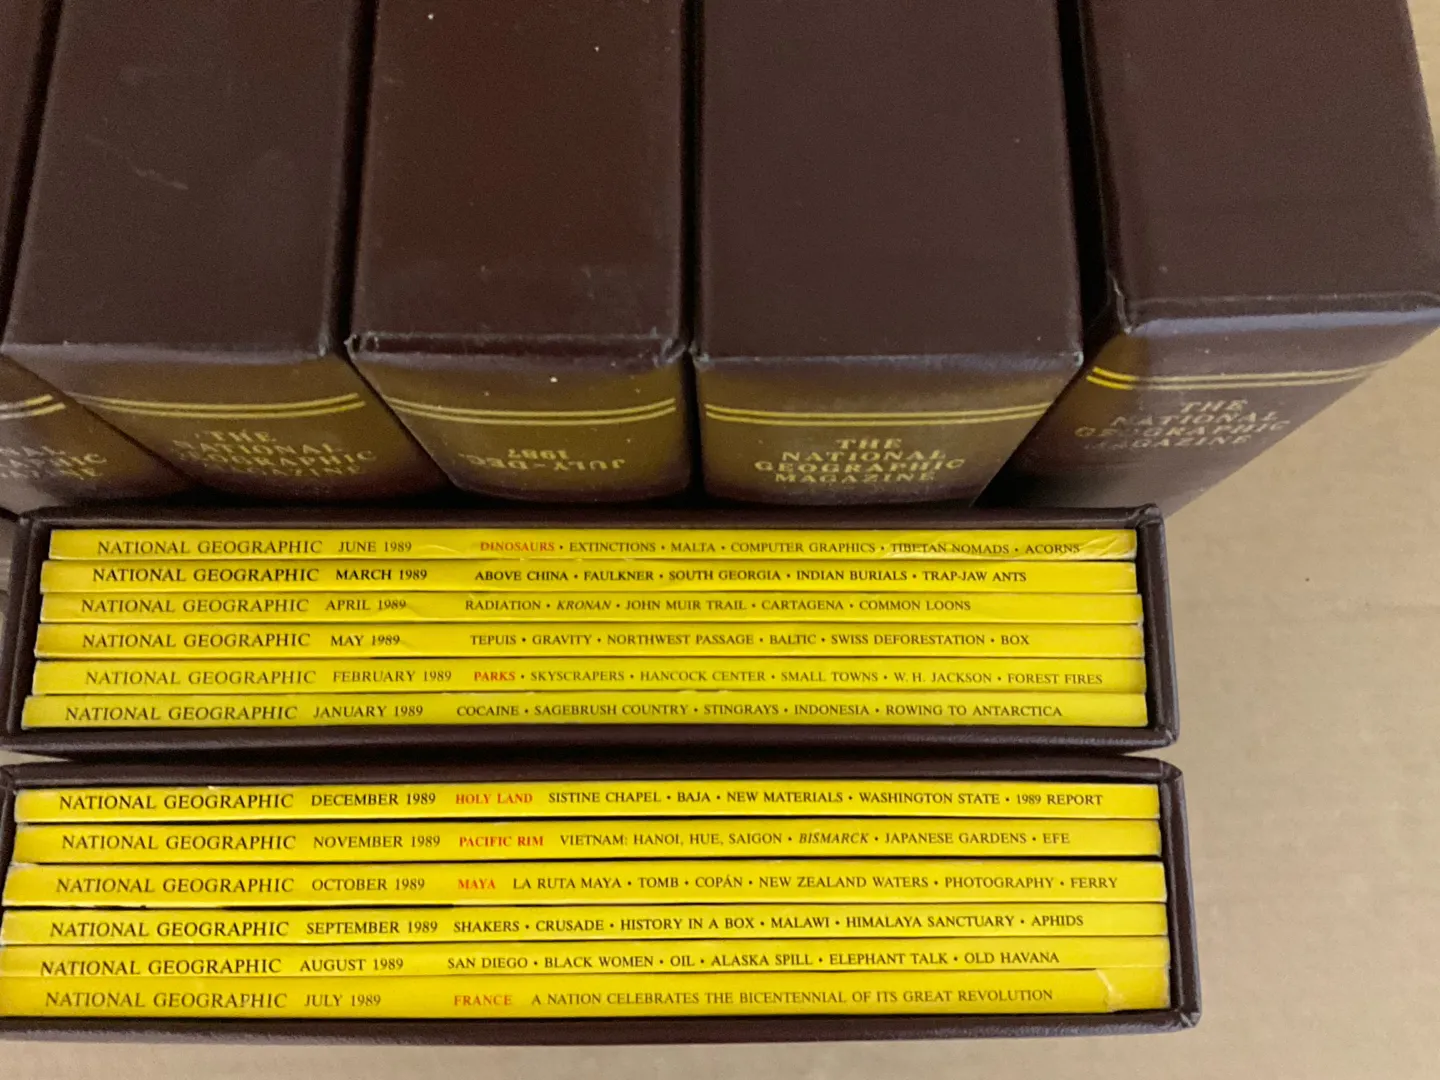 GEOGRAPHIC
THE
NATIONAL
GEOGRAPHIC
MAGAZINE
JULY - DEC.
1987
THE
NATIONAL
GEOGRAPHIC
MAGAZINE
THE
NATIONAL
GEOGRAPHIC
MAGAZINE
NATIONAL GEOGRAPHIC JUNE 1989 DINOSAURS • EXTINCTIONS • MALTA • COMPUTER GRAPHICS • TIBETAN NOMADS • ACORNS
NATIONAL GEOGRAPHIC MARCH 1989 ABOVE CHINA • FAULKNER • SOUTH GEORGIA • INDIAN BURIALS • TRAP-JAW ANTS
NATIONAL GEOGRAPHIC APRIL 1989 RADIATION • KRONAN • JOHN MUIR TRAIL • CARTAGENA • COMMON LOONS
NATIONAL GEOGRAPHIC MAY 1989 TEPUIS • GRAVITY • NORTHWEST PASSAGE • BALTIC • SWISS DEFORESTATION • BOX
NATIONAL GEOGRAPHIC FEBRUARY 1989 PARKS • SKYSCRAPERS • HANCOCK CENTER • SMALL TOWNS • W. H. JACKSON • FOREST FIRES
NATIONAL GEOGRAPHIC JANUARY 1989 COCAINE • SAGEBRUSH COUNTRY • STINGRAYS • INDONESIA • ROWING TO ANTARCTICA
NATIONAL GEOGRAPHIC DECEMBER 1989 HOLY LAND SISTINE CHAPEL • BAJA • NEW MATERIALS • WASHINGTON STATE • 1989 REPORT
NATIONAL GEOGRAPHIC NOVEMBER 1989 PACIFIC RIM VIETNAM: HANOI, HUE, SAIGON • BISMARCK • JAPANESE GARDENS • EFE
NATIONAL GEOGRAPHIC OCTOBER 1989 MAYA LA RUTA MAYA • TOMB • COPÁN • NEW ZEALAND WATERS • PHOTOGRAPHY • FERRY
NATIONAL GEOGRAPHIC SEPTEMBER 1989 SHAKERS • CRUSADE • HISTORY IN A BOX • MALAWI • HIMALAYA SANCTUARY • APHIDS
NATIONAL GEOGRAPHIC AUGUST 1989 SAN DIEGO • BLACK WOMEN • OIL • ALASKA SPILL • ELEPHANT TALK • OLD HAVANA
NATIONAL GEOGRAPHIC JULY 1989 FRANCE A NATION CELEBRATES THE BICENTENNIAL OF ITS GREAT REVOLUTION